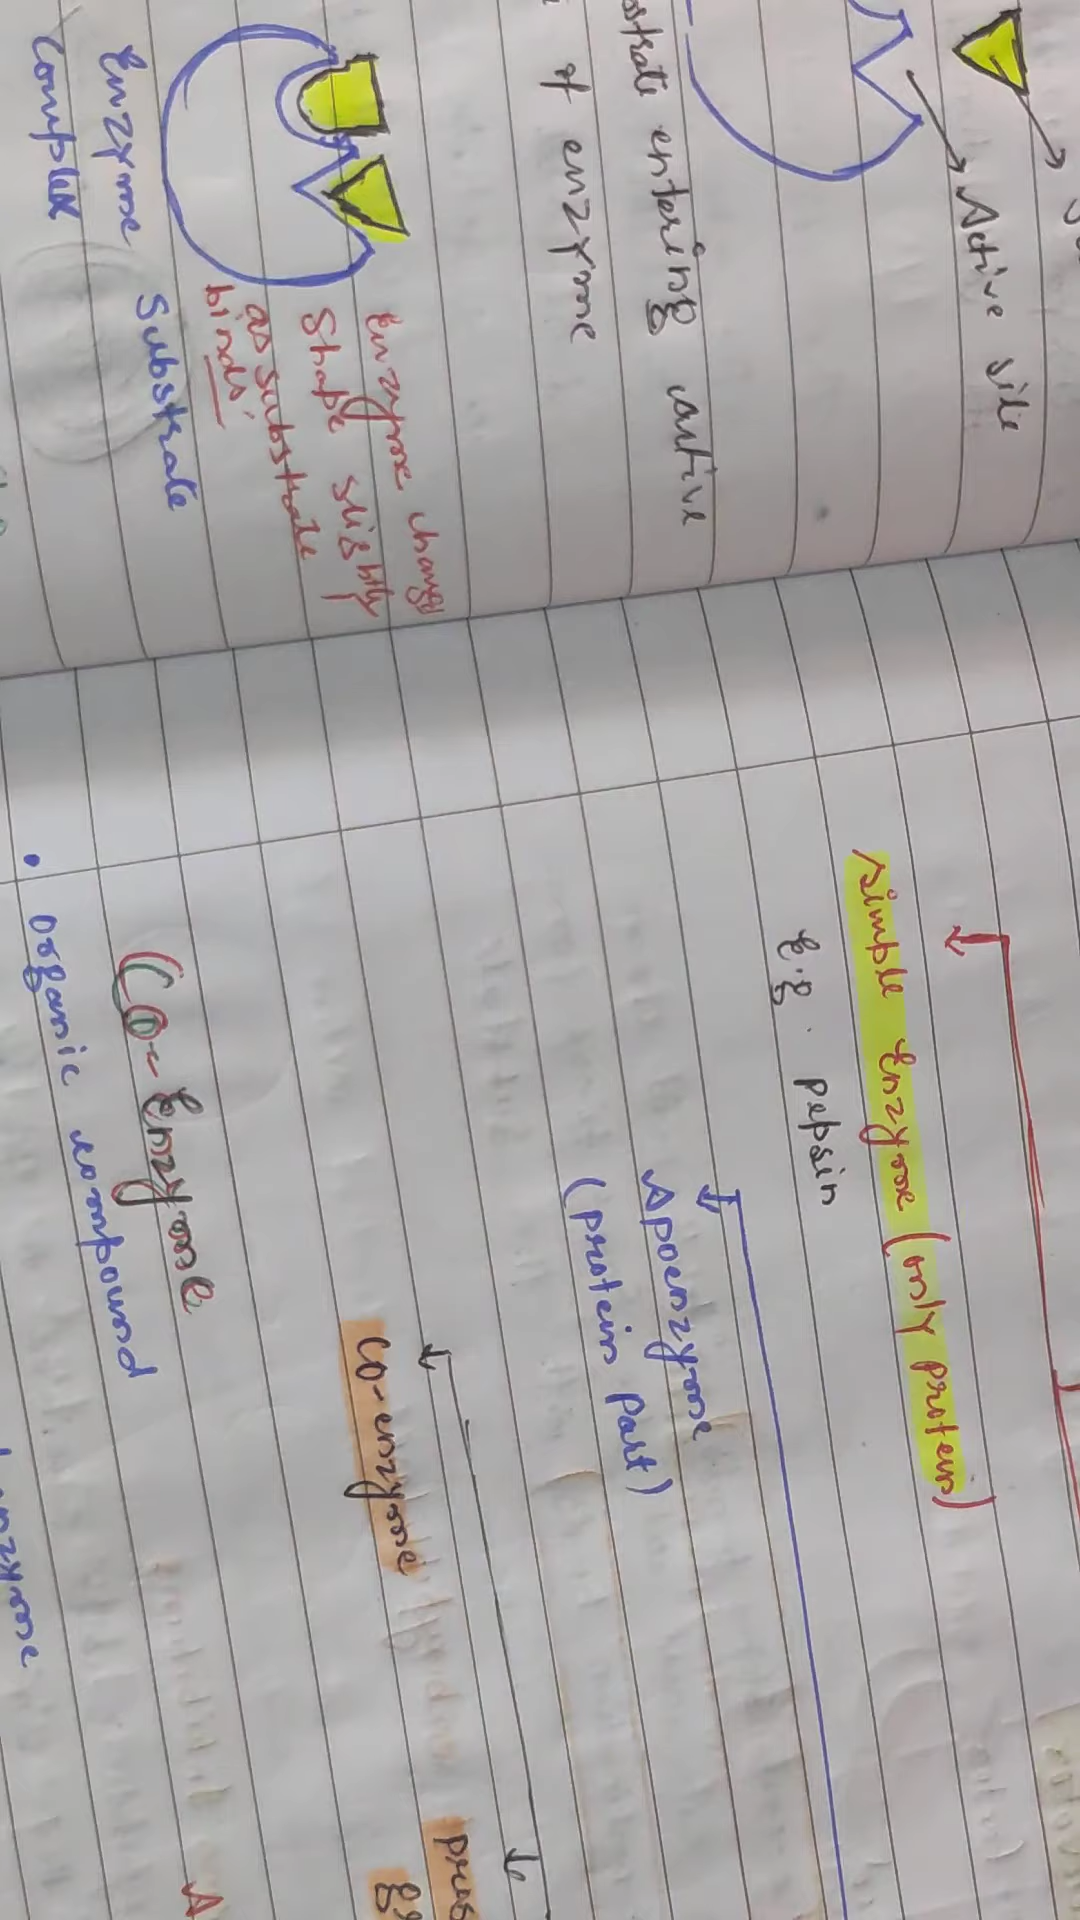 Active site
strate entering active
of enzyme
Enzyme change
shape slightly
as substrate
binds.
Enzyme Substrate
Complex
Simple Enzyme (only protein)
E.g. pepsin
Apoenzyme
(protein part)
Co-enzyme
Co-Enzyme
• organic compound